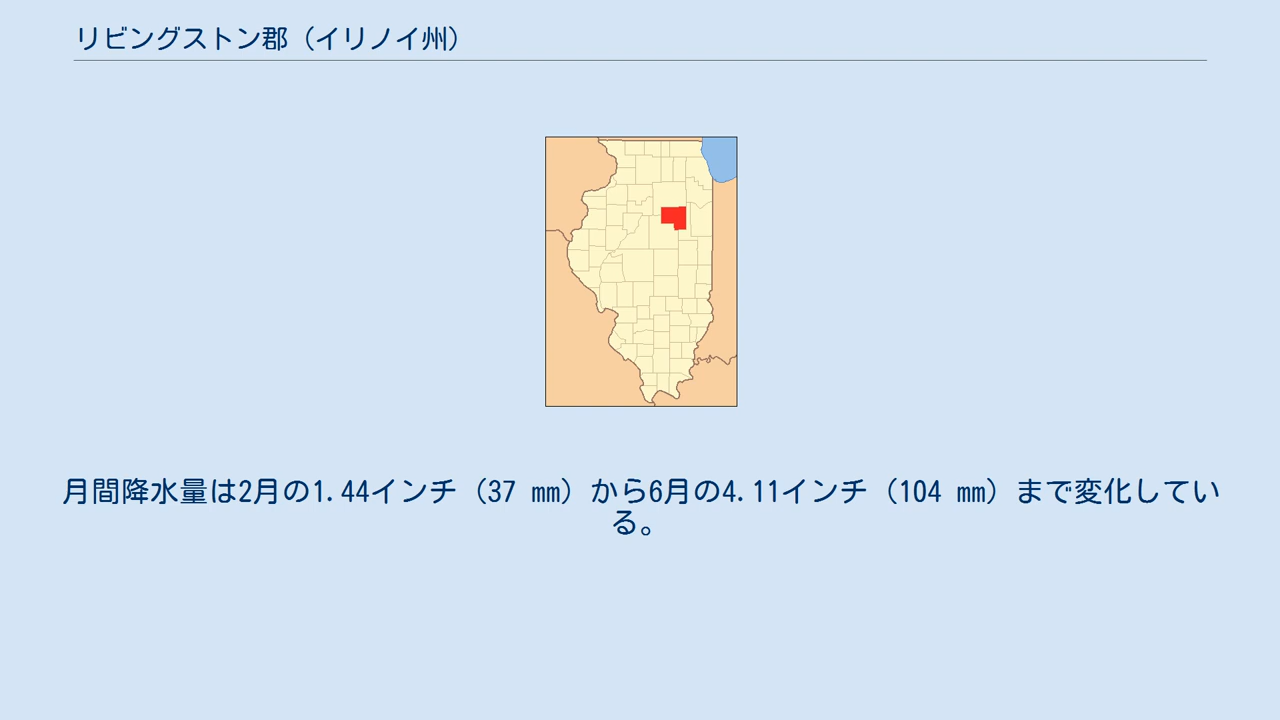 リビングストン郡（イリノイ州）
月間降水量は2月の1.44インチ（37 mm）から6月の4.11インチ（104 mm）まで変化してい
る。